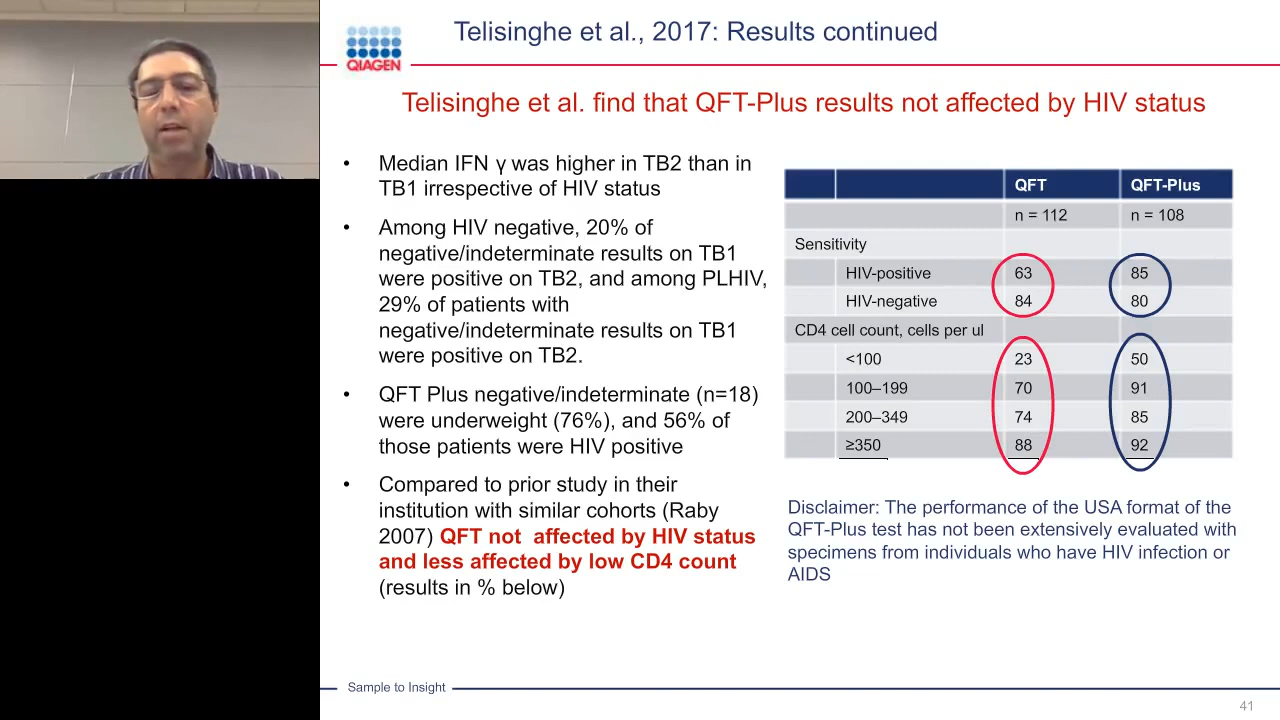 Telisinghe et al., 2017: Results continued
QIAGEN
Telisinghe et al. find that QFT-Plus results not affected by HIV status
• Median IFN γ was higher in TB2 than in
TB1 irrespective of HIV status
• Among HIV negative, 20% of
negative/indeterminate results on TB1
were positive on TB2, and among PLHIV,
29% of patients with
negative/indeterminate results on TB1
were positive on TB2.
• QFT Plus negative/indeterminate (n=18)
were underweight (76%), and 56% of
those patients were HIV positive
• Compared to prior study in their
institution with similar cohorts (Raby
2007) QFT not affected by HIV status
and less affected by low CD4 count
(results in % below)
QFT QFT-Plus
n = 112 n = 108
Sensitivity
HIV-positive 63 85
HIV-negative 84 80
CD4 cell count, cells per ul
<100 23 50
100–199 70 91
200–349 74 85
≥350 88 92
Disclaimer: The performance of the USA format of the
QFT-Plus test has not been extensively evaluated with
specimens from individuals who have HIV infection or
AIDS
Sample to Insight
41